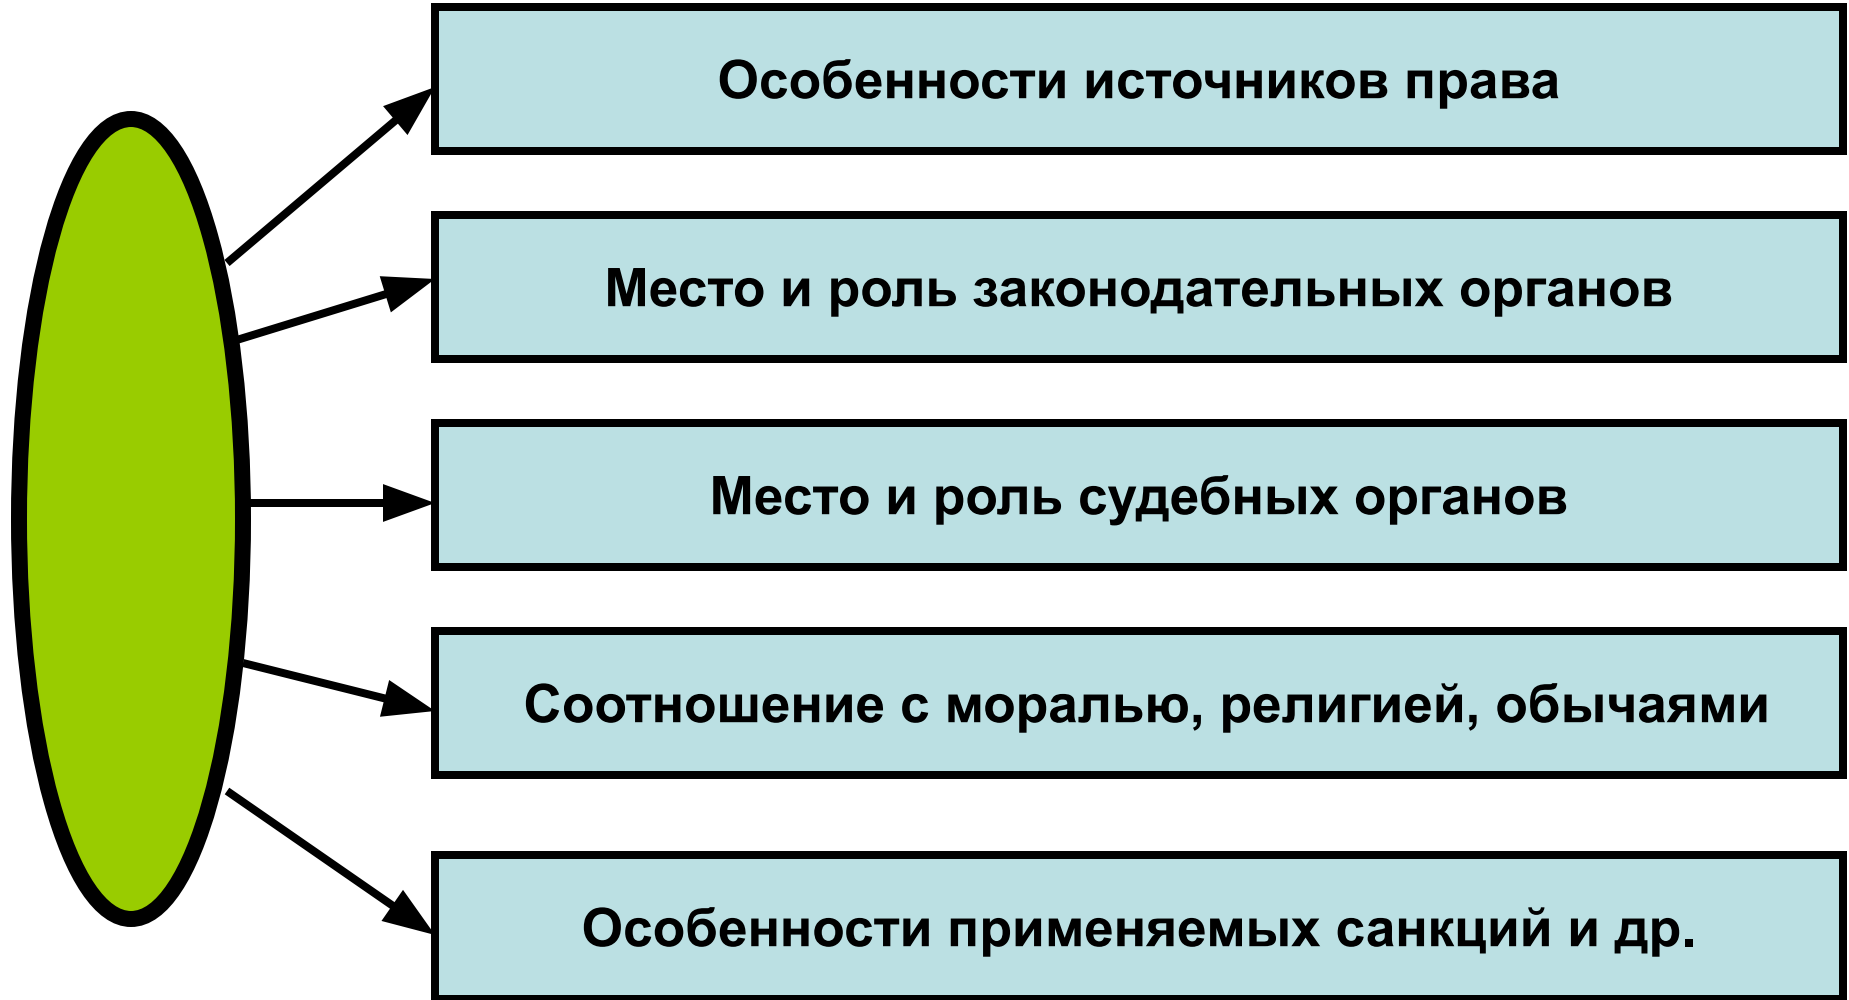 Особенности источников права
Место и роль законодательных органов
Место и роль судебных органов
Соотношение с моралью, религией, обычаями
Особенности применяемых санкций и др.